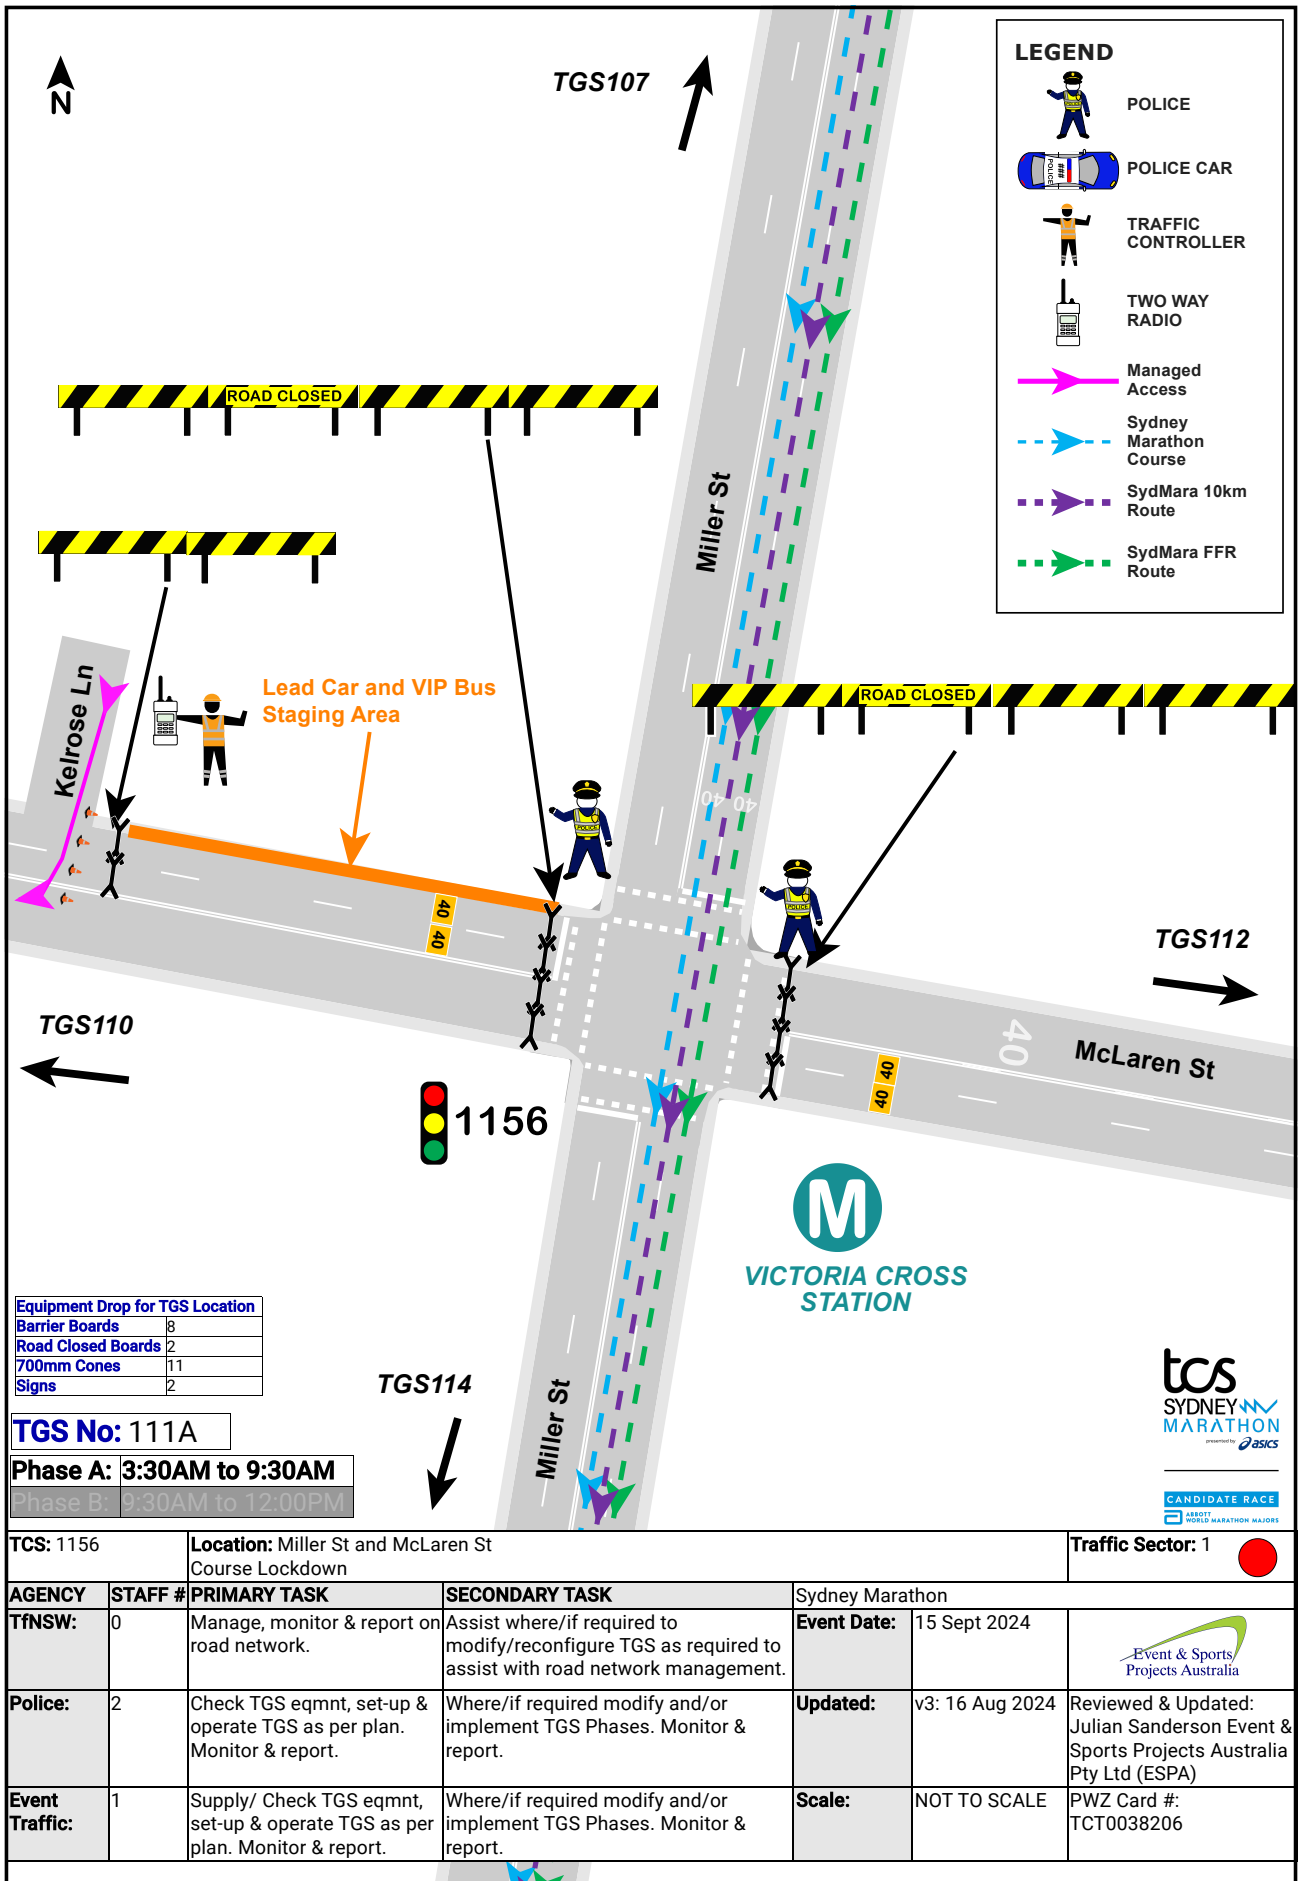 TGS107
N
LEGEND
POLICE
POLICE
###
POLICE CAR
TRAFFIC
CONTROLLER
TWO WAY
RADIO
Managed
Access
Sydney
Marathon
Course
SydMara 10km
Route
SydMara FFR
Route
ROAD CLOSED
Miller St
Kelrose Ln
Lead Car and VIP Bus
Staging Area
ROAD CLOSED
40 40
POLICE
POLICE
40 40
TGS112
TGS110
40
McLaren St
40 40
1156
M
VICTORIA CROSS
STATION
Equipment Drop for TGS Location
Barrier Boards 8
Road Closed Boards 2
700mm Cones 11
Signs 2
TGS114
Miller St
tcs
SYDNEY
MARATHON
presented by asics
CANDIDATE RACE
ABBOTT
WORLD MARATHON MAJORS
TGS No: 111A
Phase A: 3:30AM to 9:30AM
Phase B: 9:30AM to 12:00PM
TCS: 1156 Location: Miller St and McLaren St Traffic Sector: 1
Course Lockdown
AGENCY STAFF # PRIMARY TASK SECONDARY TASK Sydney Marathon
TfNSW: 0 Manage, monitor & report on Assist where/if required to Event Date: 15 Sept 2024
road network. modify/reconfigure TGS as required to
assist with road network management.
Event & Sports
Projects Australia
Police: 2 Check TGS eqmnt, set-up & Where/if required modify and/or Updated: v3: 16 Aug 2024 Reviewed & Updated:
operate TGS as per plan. implement TGS Phases. Monitor & Julian Sanderson Event &
Monitor & report. report. Sports Projects Australia
Pty Ltd (ESPA)
Event 1 Supply/ Check TGS eqmnt, Where/if required modify and/or Scale: NOT TO SCALE PWZ Card #:
Traffic: set-up & operate TGS as per implement TGS Phases. Monitor & TCT0038206
plan. Monitor & report. report.